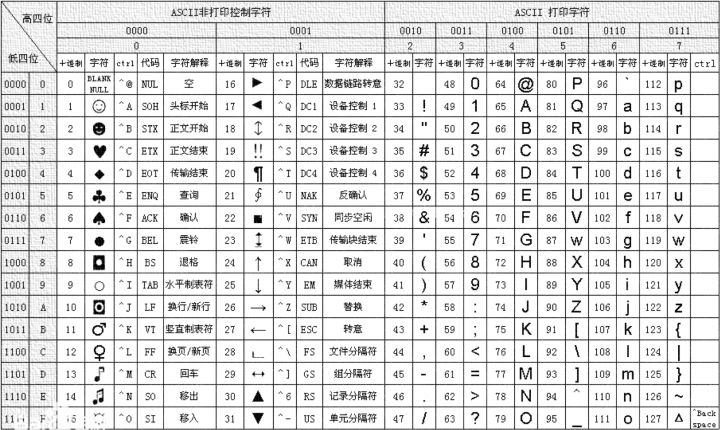 高四位 ASCII非打印控制字符 ASCII 打印字符
0000 0001 0010 0011 0100 0101 0110 0111
低四位 0 1 2 3 4 5 6 7
十进制 字符 ctrl 代码 字符解释 十进制 字符 ctrl 代码 字符解释 十进制 字符 十进制 字符 十进制 字符 十进制 字符 十进制 字符 十进制 字符 ctrl
0000 0 0 BLANK NULL ^@ NUL 空 16 ► ^P DLE 数据链路转意 32 48 0 64 @ 80 P 96 ` 112 p
0001 1 1 ☺ ^A SOH 头标开始 17 ◄ ^Q DC1 设备控制 1 33 ! 49 1 65 A 81 Q 97 a 113 q
0010 2 2 ☻ ^B STX 正文开始 18 ↕ ^R DC2 设备控制 2 34 " 50 2 66 B 82 R 98 b 114 r
0011 3 3 ♥ ^C ETX 正文结束 19 ‼ ^S DC3 设备控制 3 35 # 51 3 67 C 83 S 99 c 115 s
0100 4 4 ♦ ^D EOT 传输结束 20 ¶ ^T DC4 设备控制 4 36 $ 52 4 68 D 84 T 100 d 116 t
0101 5 5 ♣ ^E ENQ 查询 21 ∮ ^U NAK 反确认 37 % 53 5 69 E 85 U 101 e 117 u
0110 6 6 ♠ ^F ACK 确认 22 ■ ^V SYN 同步空闲 38 & 54 6 70 F 86 V 102 f 118 v
0111 7 7 ● ^G BEL 震铃 23 ↨ ^W ETB 传输块结束 39 ' 55 7 71 G 87 w 103 g 119 w
1000 8 8 ◘ ^H BS 退格 24 ↑ ^X CAN 取消 40 ( 56 8 72 H 88 X 104 h 120 x
1001 9 9 ○ ^I TAB 水平制表符 25 ↓ ^Y EM 媒体结束 41 ) 57 9 73 I 89 Y 105 i 121 y
1010 A 10 ◙ ^J LF 换行/新行 26 → ^Z SUB 替换 42 * 58 : 74 J 90 Z 106 j 122 z
1011 B 11 ♂ ^K VT 竖直制表符 27 ← ^[ ESC 转意 43 + 59 ; 75 K 91 [ 107 k 123 {
1100 C 12 ♀ ^L FF 换页/新页 28 ∟ ^\ FS 文件分隔符 44 , 60 < 76 L 92 \ 108 l 124 |
1101 D 13 ♪ ^M CR 回车 29 ↔ ^] GS 组分隔符 45 - 61 = 77 M 93 ] 109 m 125 }
1110 E 14 ♫ ^N SO 移出 30 ▲ ^6 RS 记录分隔符 46 . 62 > 78 N 94 ^ 110 n 126 ~
1111 F 15 ☼ ^O SI 移入 31 ▼ ^- US 单元分隔符 47 / 63 ? 79 O 95 _ 111 o 127 Δ ^Back space